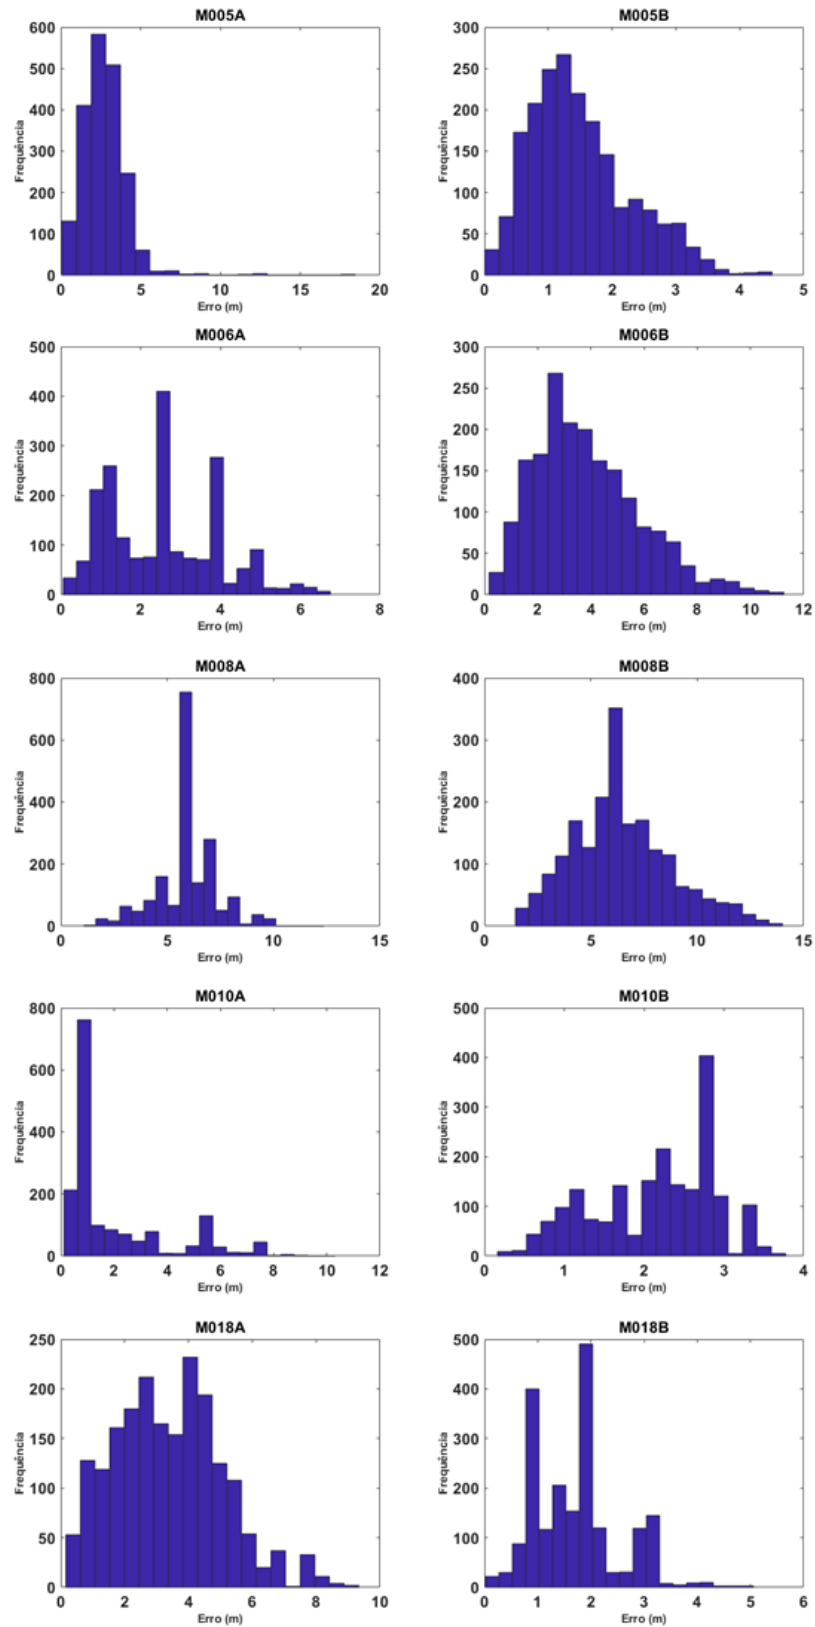 M005A
600
500
400
300
200
100
0
Frequência
0 5 10 15 20
Erro (m)
M005B
300
250
200
150
100
50
0
Frequência
0 1 2 3 4 5
Erro (m)
M006A
500
400
300
200
100
0
Frequência
0 2 4 6 8
Erro (m)
M006B
300
250
200
150
100
50
0
Frequência
0 2 4 6 8 10 12
Erro (m)
M008A
800
600
400
200
0
Frequência
0 5 10 15
Erro (m)
M008B
400
300
200
100
0
Frequência
0 5 10 15
Erro (m)
M010A
800
600
400
200
0
Frequência
0 2 4 6 8 10 12
Erro (m)
M010B
500
400
300
200
100
0
Frequência
0 1 2 3 4
Erro (m)
M018A
250
200
150
100
50
0
Frequência
0 2 4 6 8 10
Erro (m)
M018B
500
400
300
200
100
0
Frequência
0 1 2 3 4 5 6
Erro (m)